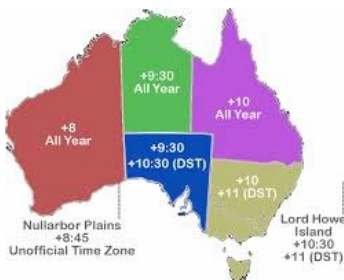 +9:30
All Year
+10
All Year
+8
All Year
+9:30
+10:30 (DST)
+10
+11 (DST)
Nullarbor Plains
+8:45
Unofficial Time Zone
Lord Howe
Island
+10:30
+11 (DST)